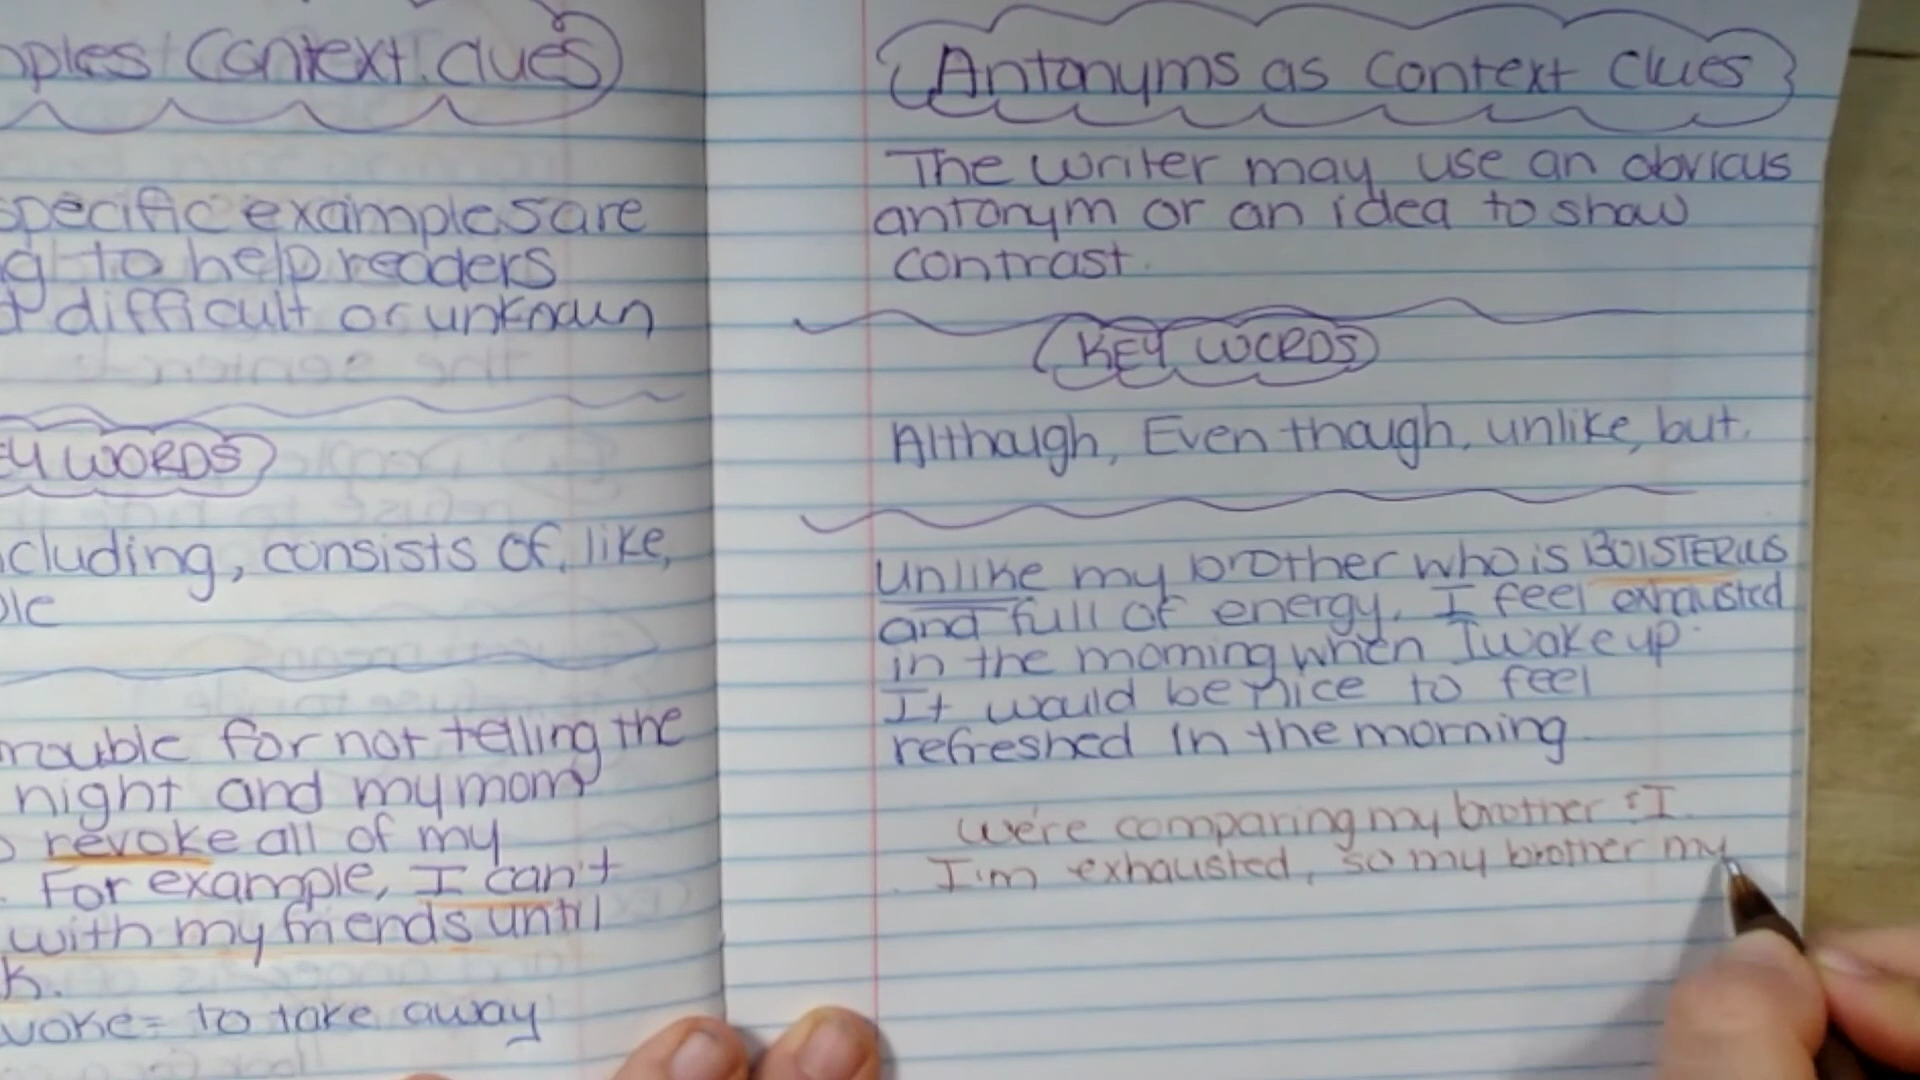 ples Context clues
specific examples are
g to help readers
d difficult or unknown
EY WORDS
cluding, consists of, like,
ple
rouble for not telling the
night and my mom
o revoke all of my
. For example, I can't
with my friends until
k.
voke = to take away
Antonyms as Context Clues
The writer may use an obvious
antonym or an idea to show
contrast.
KEY WORDS
Although, Even though, unlike, but.
Unlike my brother who is BOISTERUS
and full of energy, I feel exhausted
in the morning when I wake up.
It would be nice to feel
refreshed in the morning
We're comparing my brother & I
I'm exhausted, so my brother my